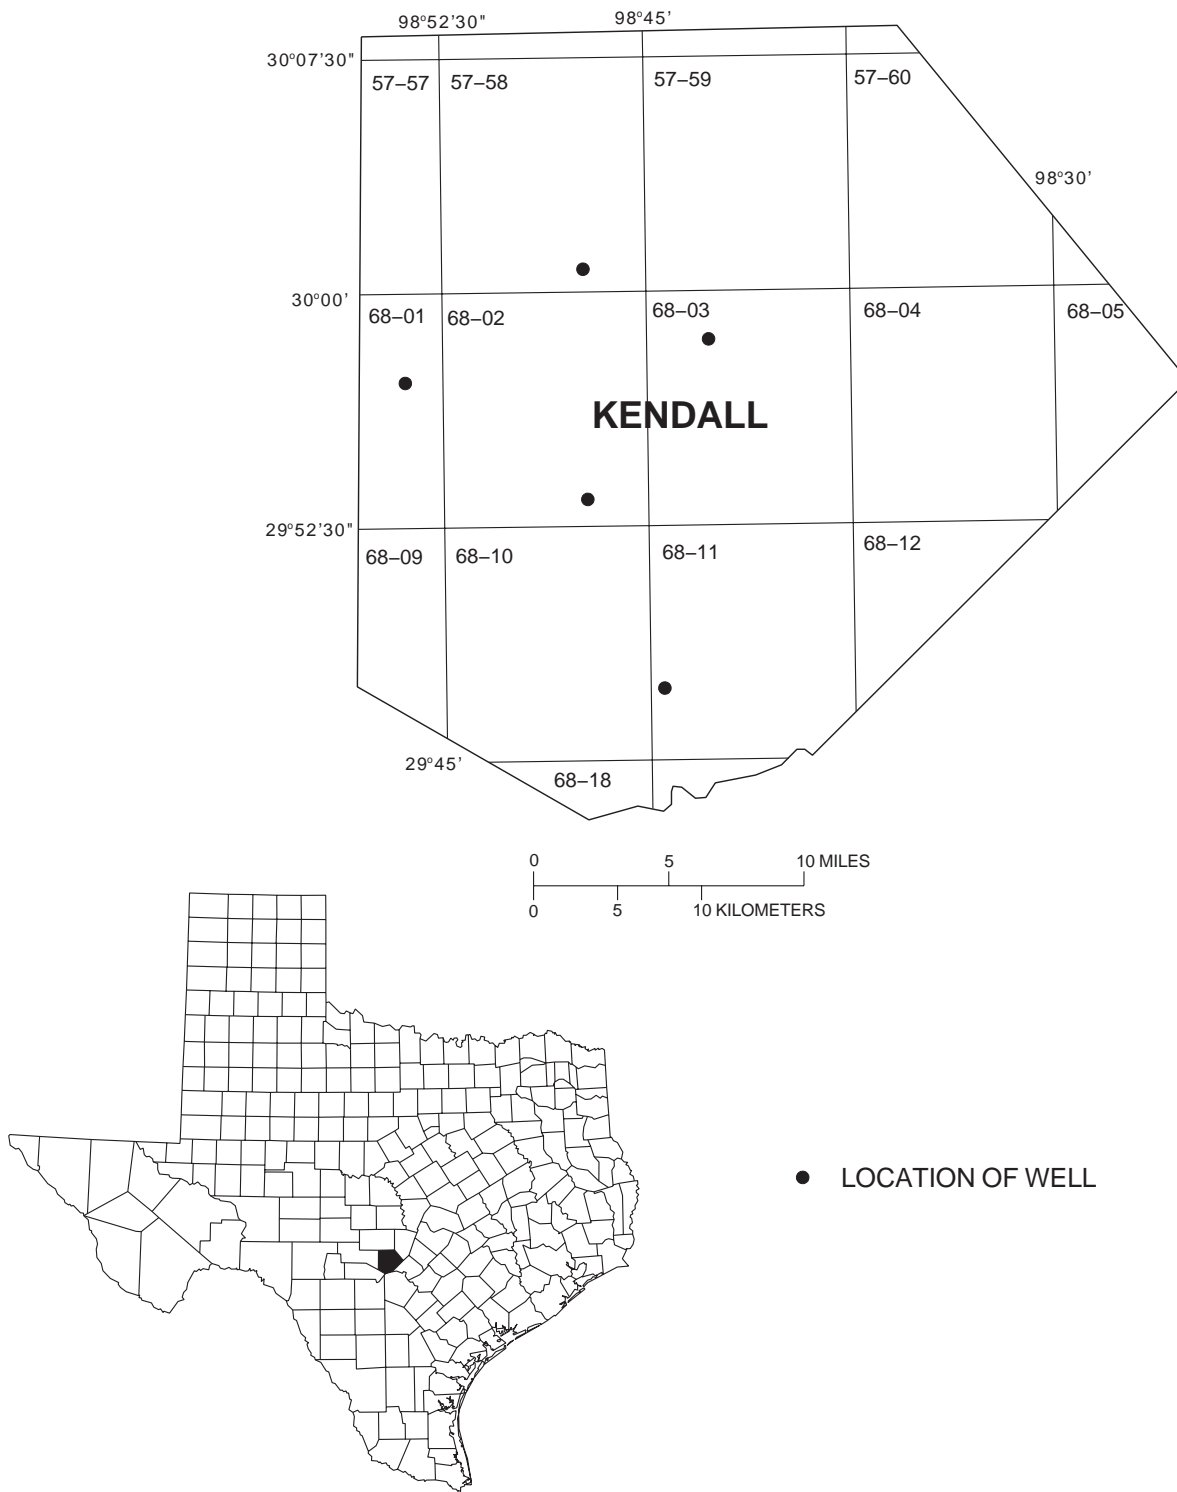 98°52'30" 98°45'
30°07'30"
57–57 57–58 57–59 57–60
98°30'
30°00'
68–01 68–02 68–03 68–04 68–05
KENDALL
29°52'30"
68–09 68–10 68–11 68–12
29°45'
68–18
0 5 10 MILES
0 5 10 KILOMETERS
LOCATION OF WELL